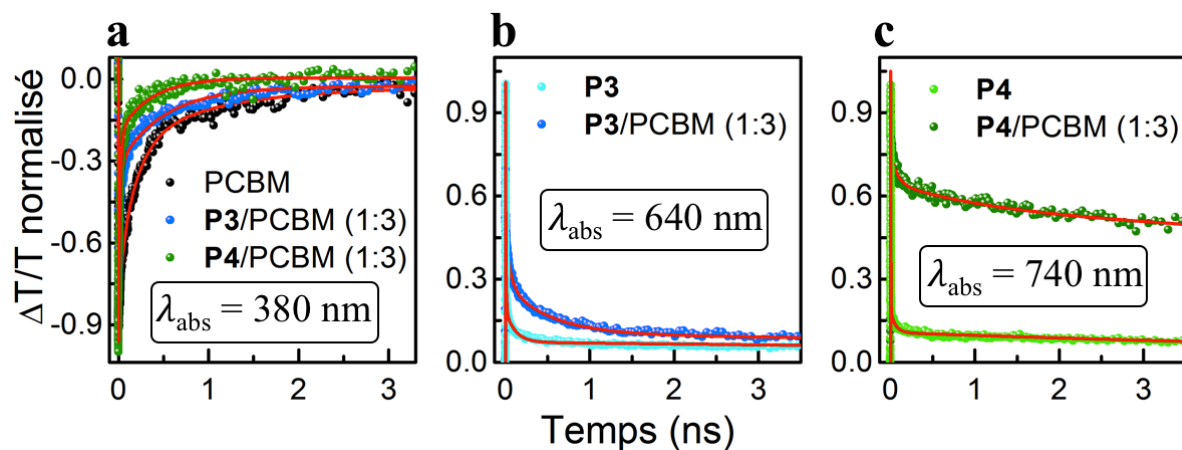 a
b
c
ΔT/T normalisé
0.0
-0.3
-0.6
-0.9
PCBM
P3/PCBM (1:3)
P4/PCBM (1:3)
λabs = 380 nm
0 1 2 3
0.9
0.6
0.3
0.0
P3
P3/PCBM (1:3)
λabs = 640 nm
0 1 2 3
0.9
0.6
0.3
0.0
P4
P4/PCBM (1:3)
λabs = 740 nm
0 1 2 3
Temps (ns)